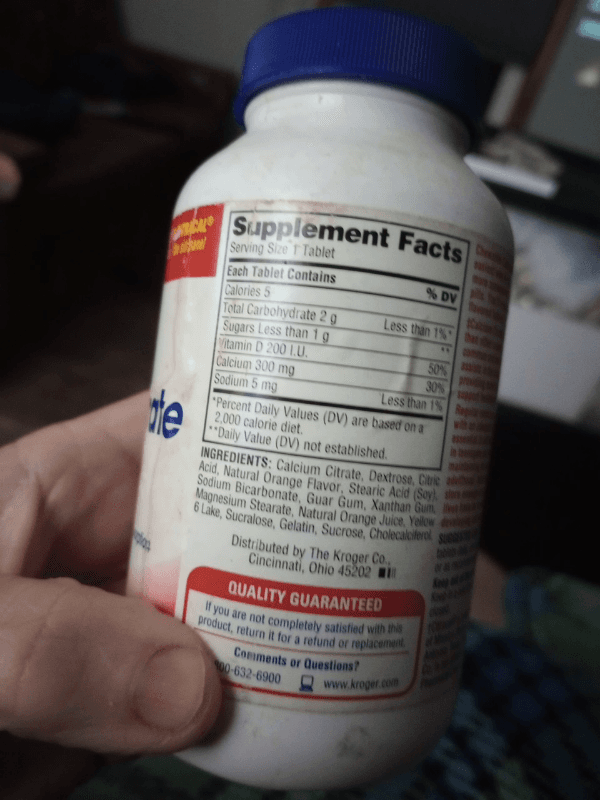 Supplement Facts
Serving Size 1 Tablet
Each Tablet Contains
% DV
Calories 5
Total Carbohydrate 2 g Less than 1%*
Sugars Less than 1 g **
Vitamin D 200 I.U. 50%
Calcium 300 mg 30%
Sodium 5 mg Less than 1%
*Percent Daily Values (DV) are based on a
2,000 calorie diet.
**Daily Value (DV) not established.
INGREDIENTS: Calcium Citrate, Dextrose, Citric
Acid, Natural Orange Flavor, Stearic Acid (Soy),
Sodium Bicarbonate, Guar Gum, Xanthan Gum,
Magnesium Stearate, Natural Orange Juice, Yellow
6 Lake, Sucralose, Gelatin, Sucrose, Cholecalciferol.
Distributed by The Kroger Co.,
Cincinnati, Ohio 45202
QUALITY GUARANTEED
If you are not completely satisfied with this
product, return it for a refund or replacement.
Comments or Questions?
00-632-6900 www.kroger.com
ate